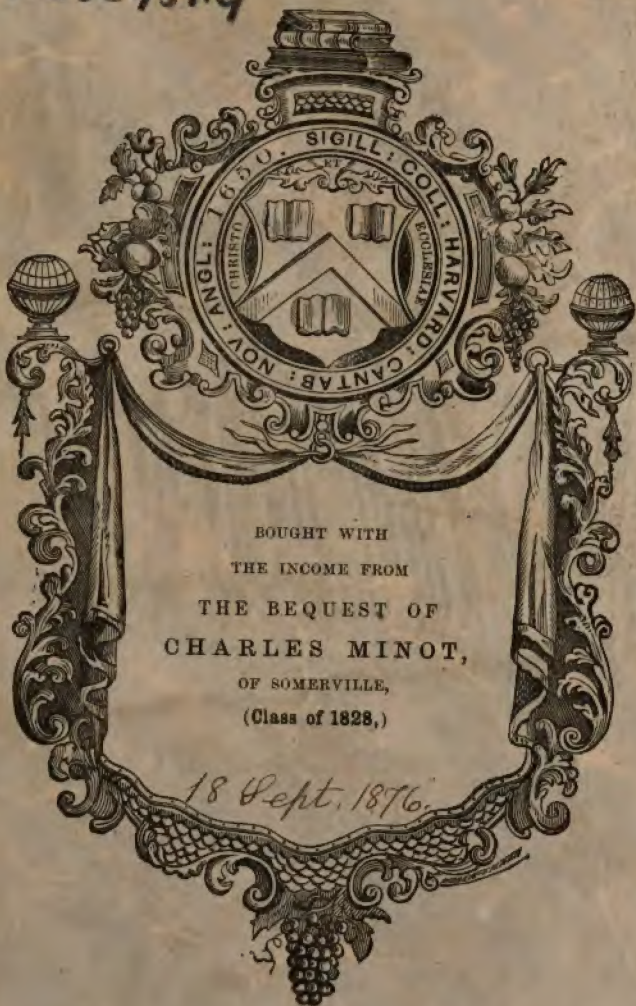 SIGILL : COLL : HARVARD : CANTAB : NOV : ANGL : 1650.
ET
CHRISTO
ECCLESIAE
BOUGHT WITH
THE INCOME FROM
THE BEQUEST OF
CHARLES MINOT,
OF SOMERVILLE,
(Class of 1828,)
18 Sept. 1876.